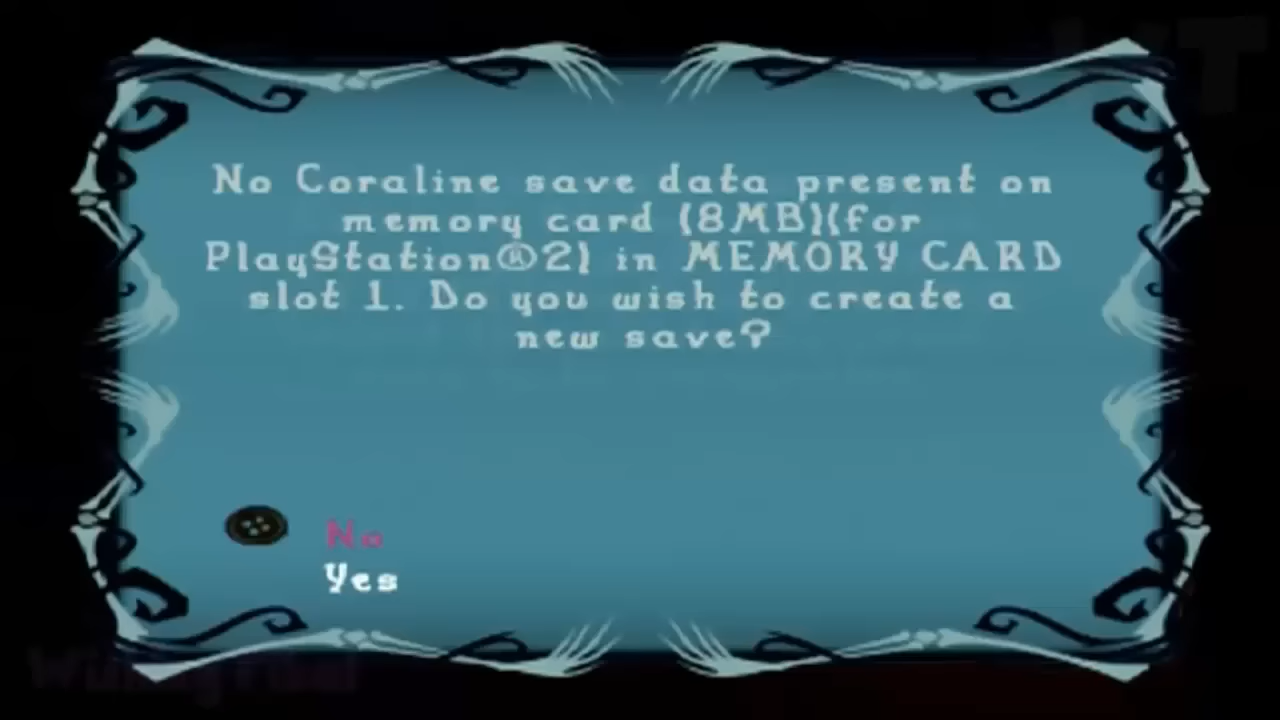 No Coraline save data present on
memory card (8MB)(for
PlayStation®2) in MEMORY CARD
slot 1. Do you wish to create a
new save?
No
Yes